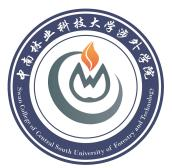 中南林业科技大学涉外学院
Swan College of Central South University of Forestry and Technology